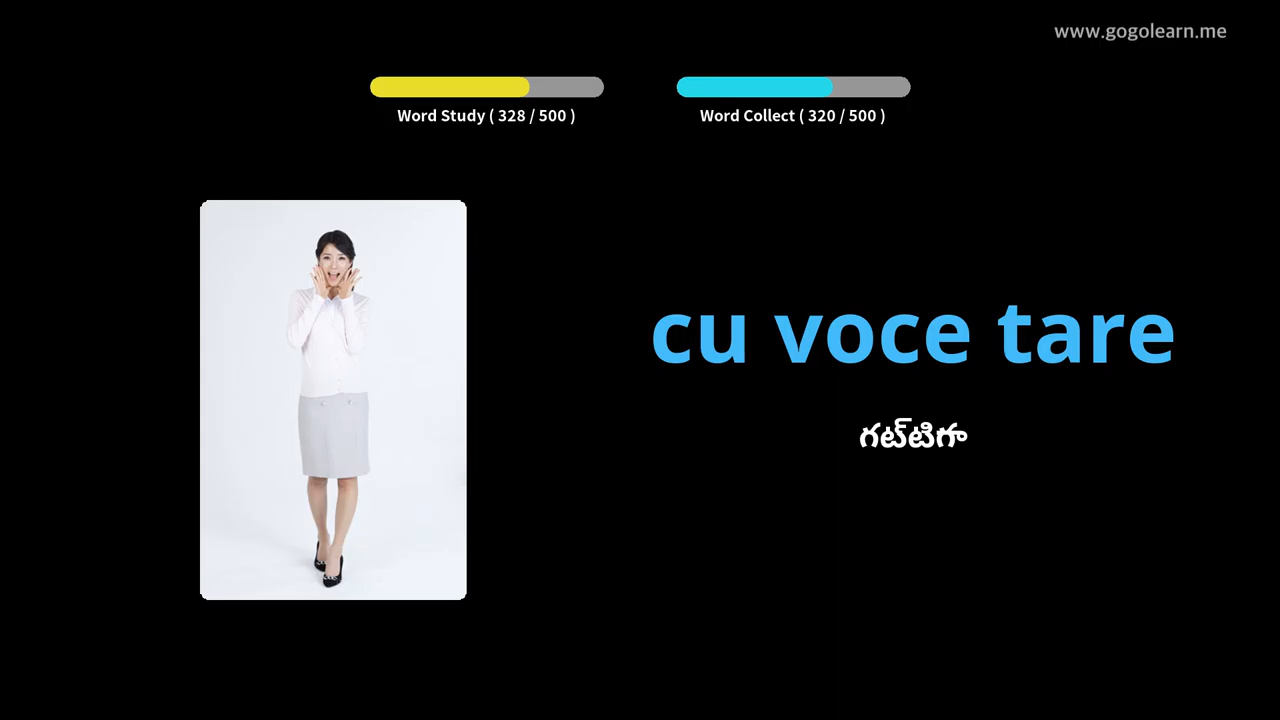 www.gogolearn.me
Word Study ( 328 / 500 )
Word Collect ( 320 / 500 )
cu voce tare
గట్టిగా